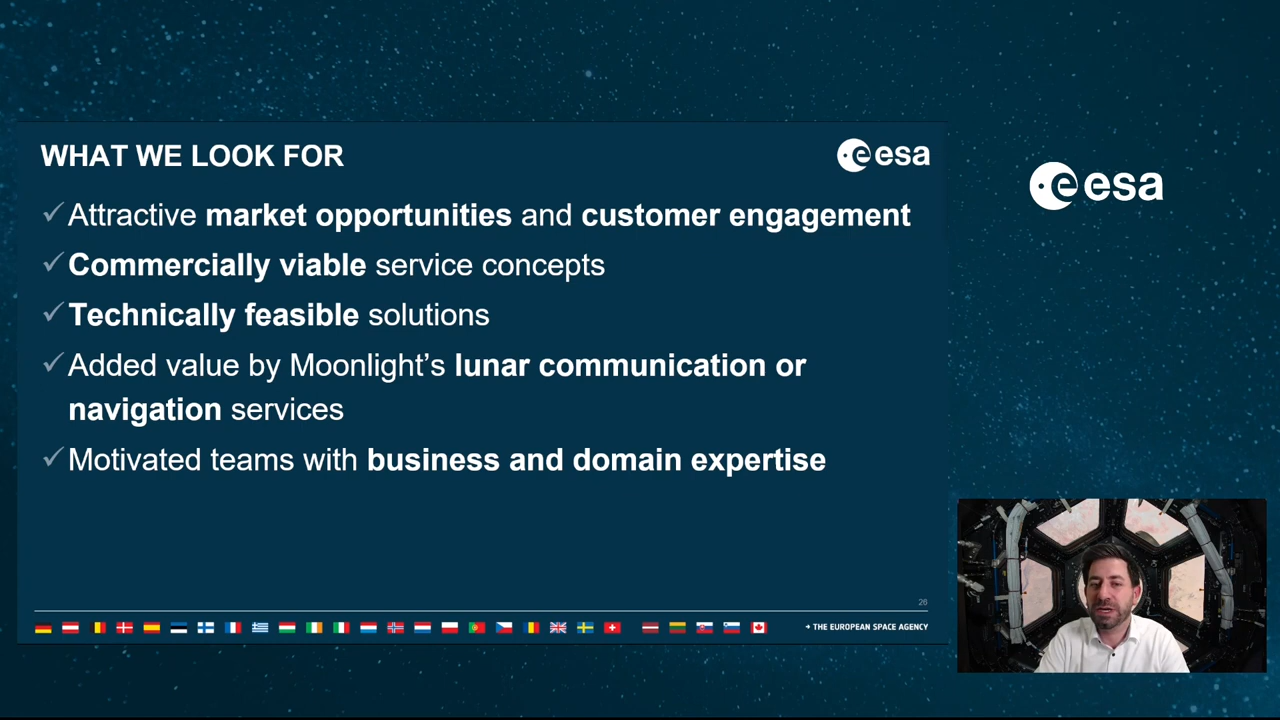 WHAT WE LOOK FOR
esa
✓Attractive market opportunities and customer engagement
✓Commercially viable service concepts
✓Technically feasible solutions
✓Added value by Moonlight’s lunar communication or
navigation services
✓Motivated teams with business and domain expertise
26
→ THE EUROPEAN SPACE AGENCY
esa